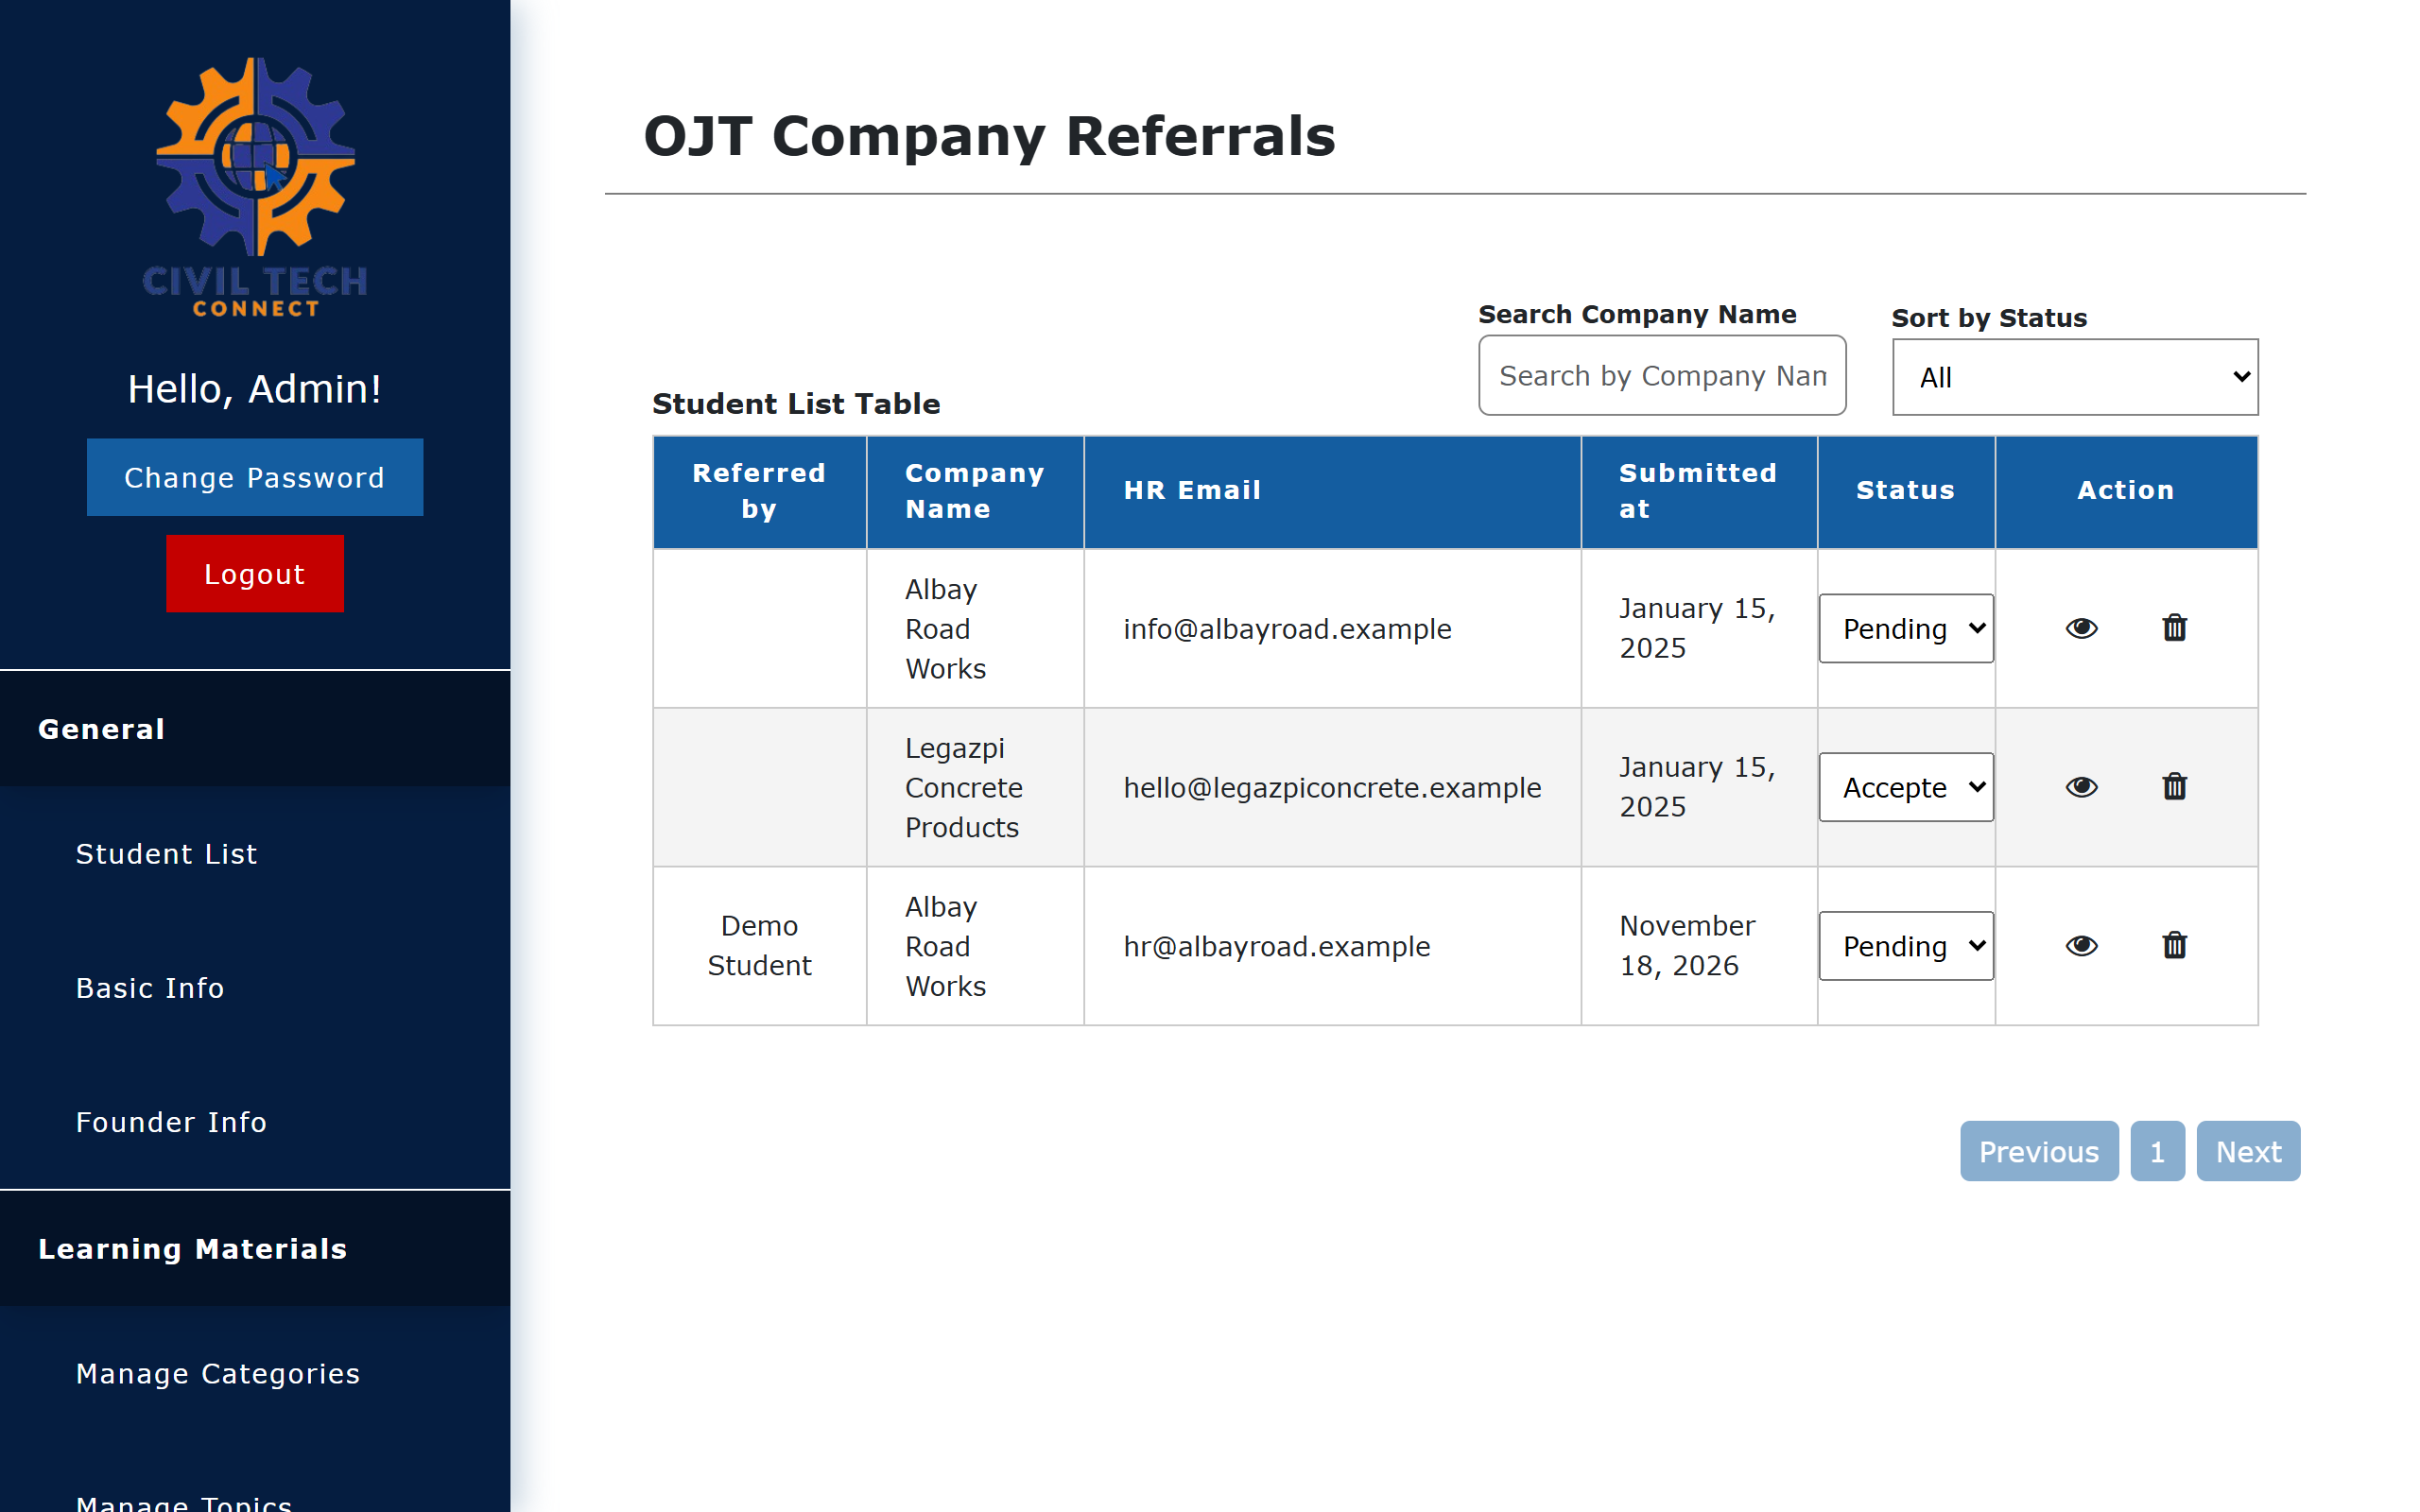 CIVIL TECH
CONNECT
Hello, Admin!
Change Password
Logout
General
Student List
Basic Info
Founder Info
Learning Materials
Manage Categories
Manage Topics
OJT Company Referrals
Search Company Name
Sort by Status
Search by Company Nam
All
Student List Table
Referred
by
Company
Name
HR Email
Submitted
at
Status
Action
Albay
Road
Works
info@albayroad.example
January 15,
2025
Pending
Legazpi
Concrete
Products
hello@legazpiconcrete.example
January 15,
2025
Accepte
Demo
Student
Albay
Road
Works
hr@albayroad.example
November
18, 2026
Pending
Previous
1
Next